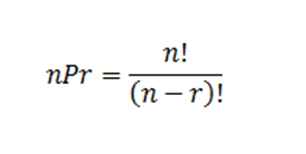 nPr = n! / (n − r)!